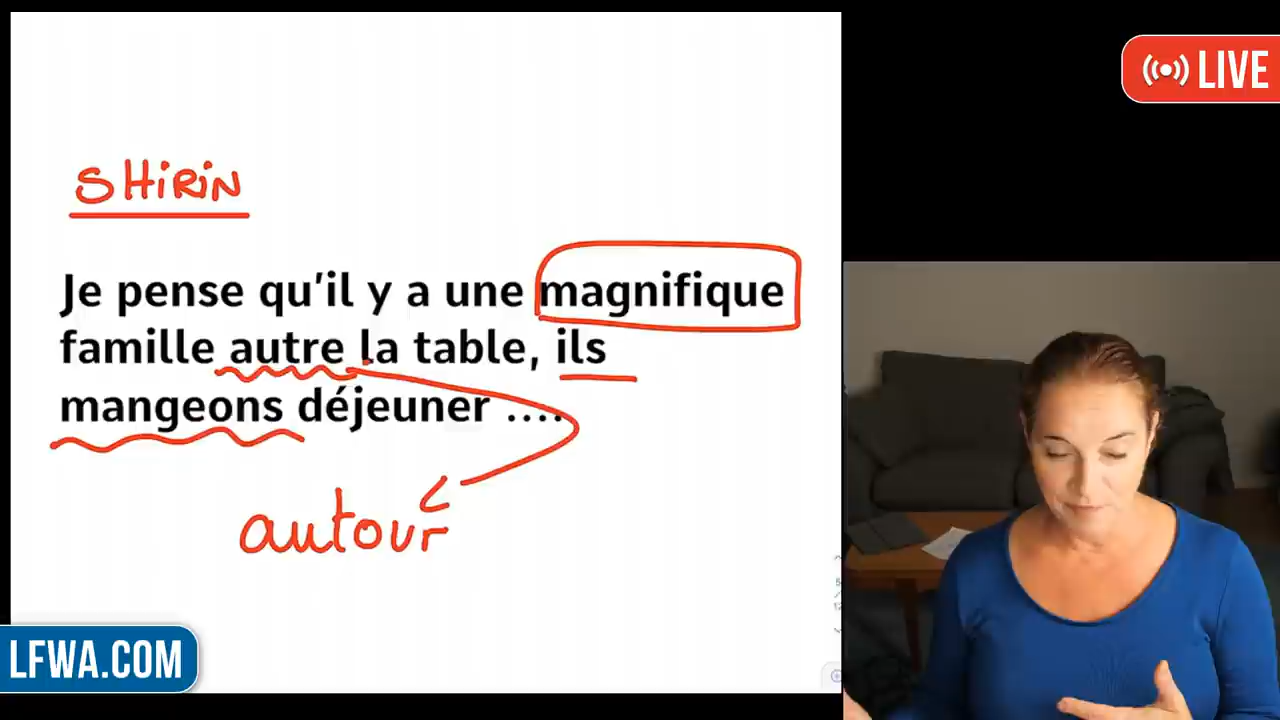 LIVE
SHIRIN
Je pense qu'il y a une magnifique
famille autre la table, ils
mangeons déjeuner ....
autour
LFWA.COM